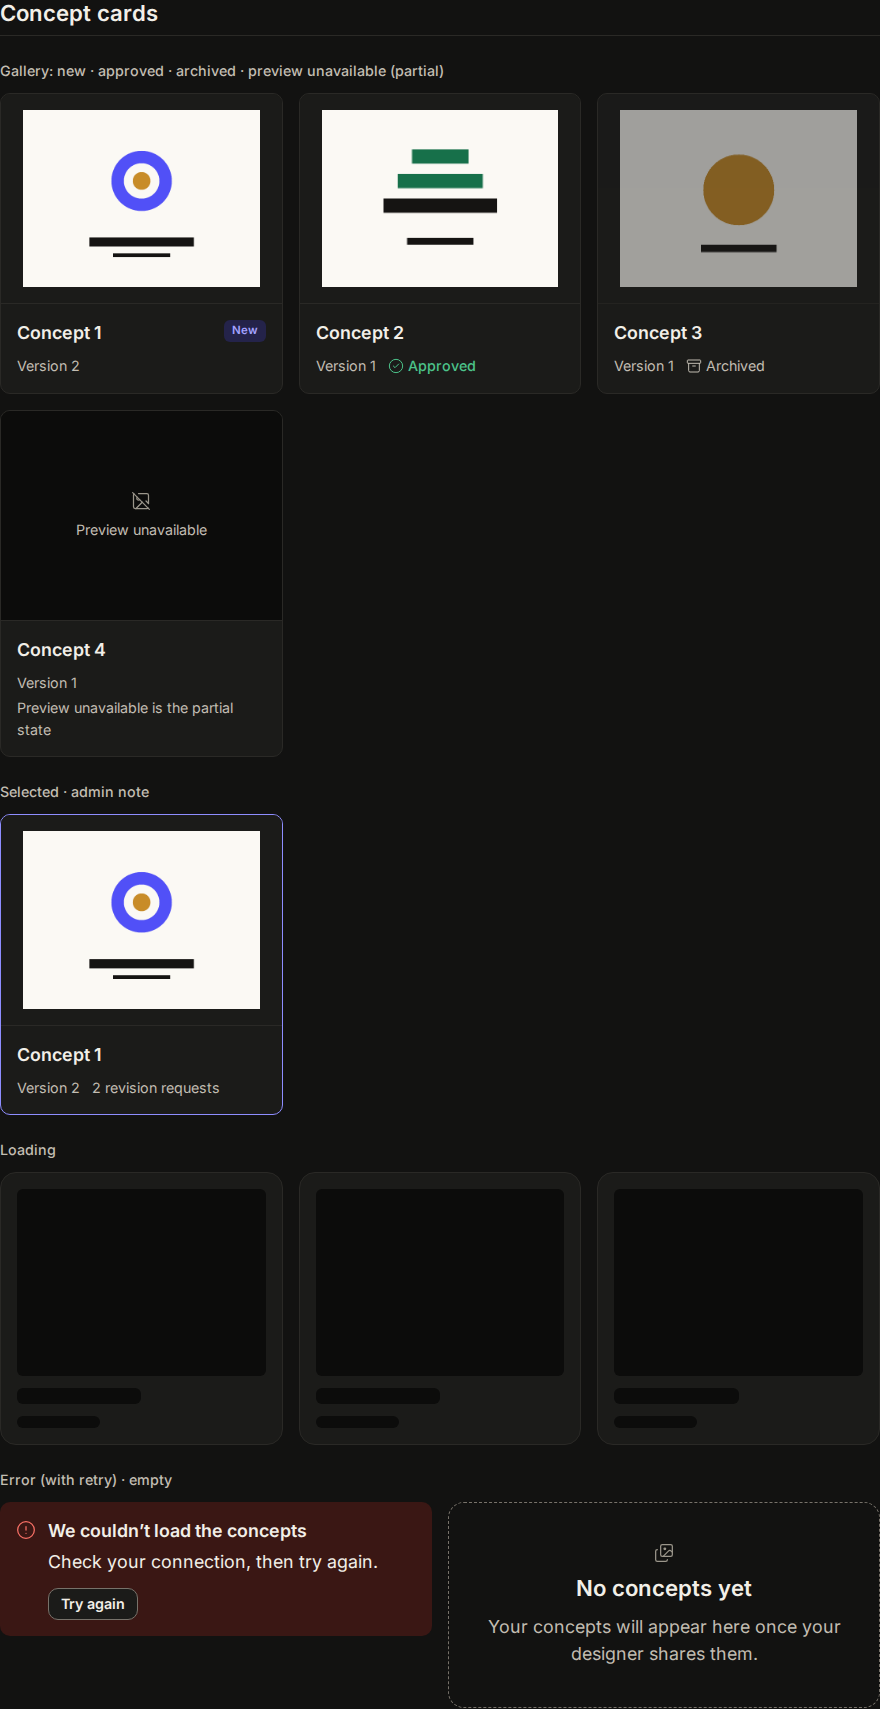 Concept cards
Gallery: new · approved · archived · preview unavailable (partial)
Concept 1
New
Version 2
Concept 2
Version 1
Approved
Concept 3
Version 1
Archived
Preview unavailable
Concept 4
Version 1
Preview unavailable is the partial
state
Selected · admin note
Concept 1
Version 2
2 revision requests
Loading
Error (with retry) · empty
We couldn’t load the concepts
Check your connection, then try again.
Try again
No concepts yet
Your concepts will appear here once your
designer shares them.